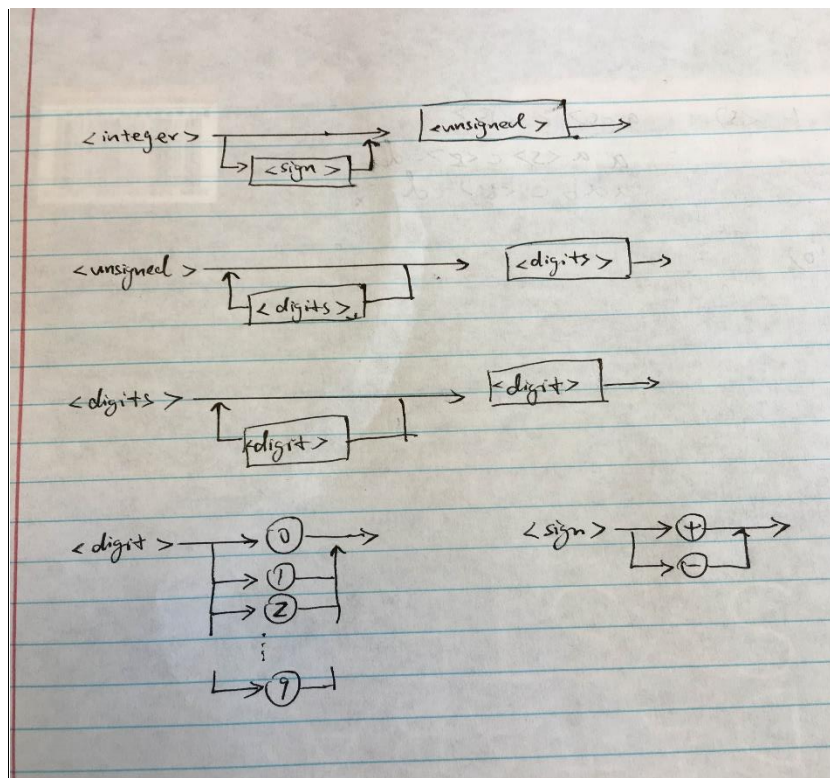 <integer> <unsigned>
<sign>
<unsigned> <digits>
<digits>
<digits> <digit>
<digit>
<digit> 0 <sign> +
1 -
2
⋮
9